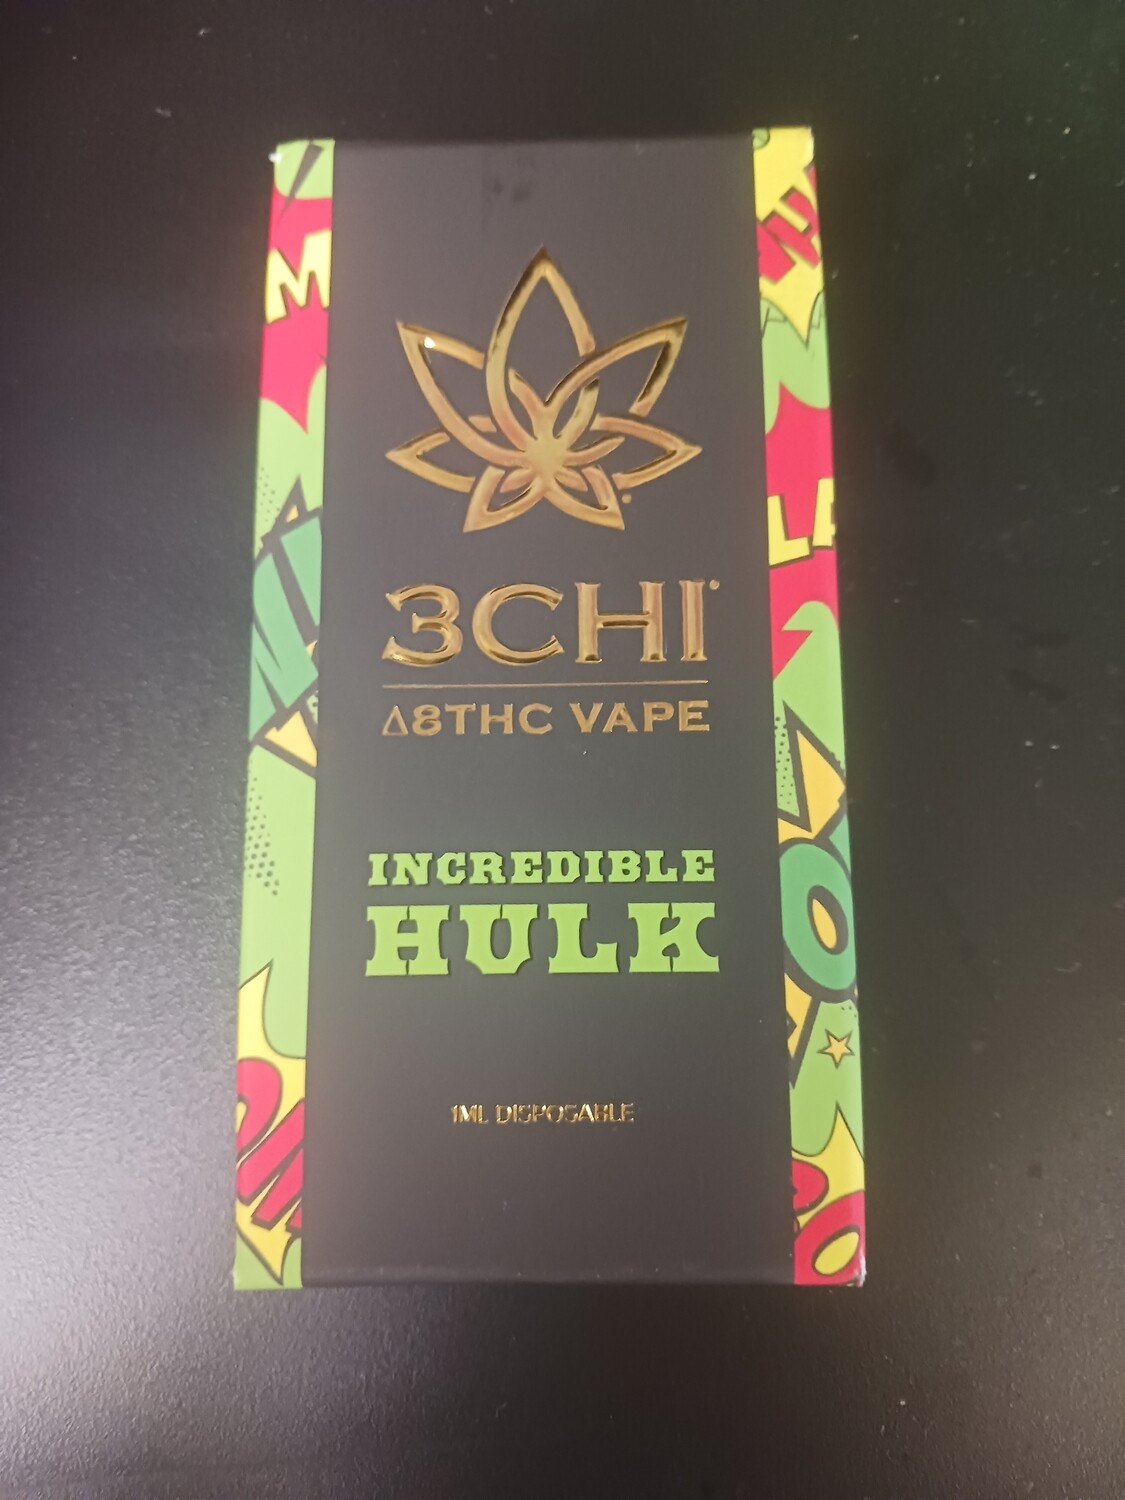 3CHI
Δ8THC VAPE
INCREDIBLE
HULK
1ML DISPOSABLE